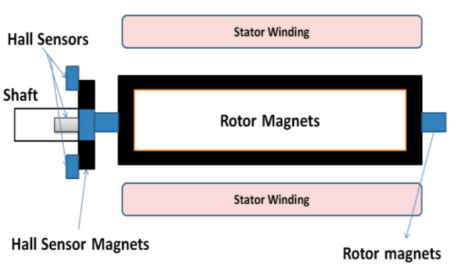 Stator Winding
Hall Sensors
Shaft
Rotor Magnets
Stator Winding
Hall Sensor Magnets
Rotor magnets